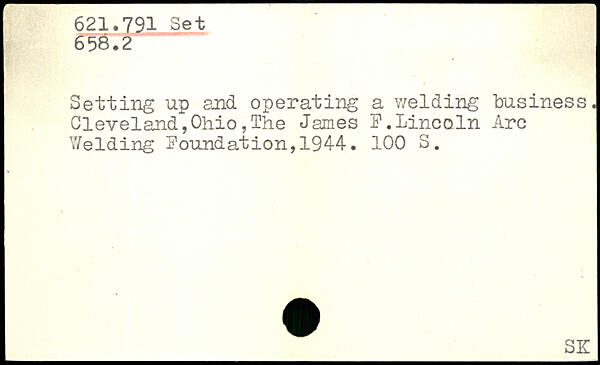 621.791 Set
658.2
Setting up and operating a welding business.
Cleveland,Ohio,The James F.Lincoln Arc
Welding Foundation,1944. 100 S.
SK